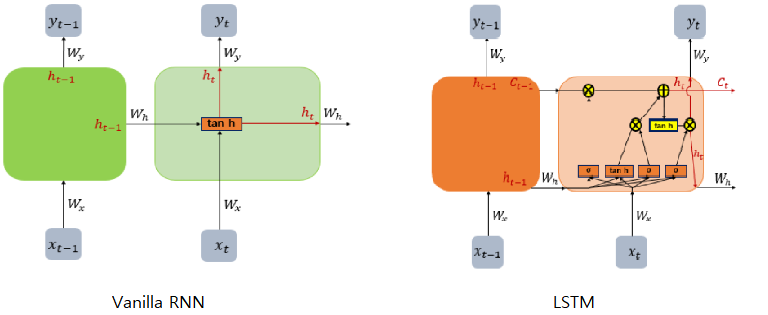 y_{t-1}
y_t
W_y
W_y
h_{t-1}
h_t
h_{t-1}
W_h
tan h
h_t
W_h
W_x
W_x
x_{t-1}
x_t
Vanilla RNN
y_{t-1}
y_t
W_y
W_y
h_{t-1}
C_{t-1}
h_t
C_t
tan h
h_t
σ
tan h
σ
σ
h_{t-1}
W_h
W_h
W_x
W_x
x_{t-1}
x_t
LSTM